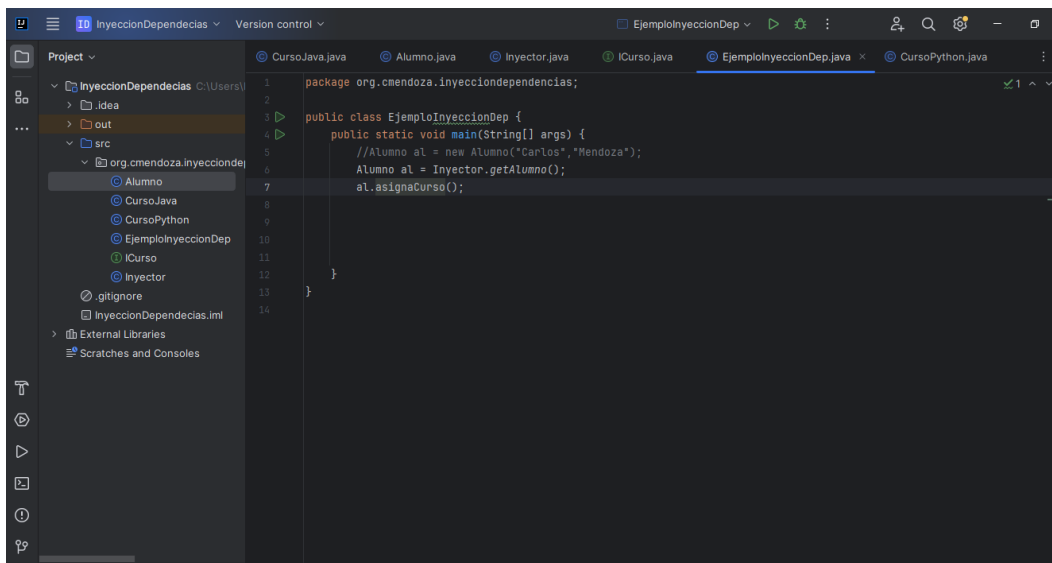 ID InyeccionDependecias Version control EjemploInyeccionDep
Project
CursoJava.java Alumno.java Inyector.java ICurso.java EjemploInyeccionDep.java CursoPython.java
InyeccionDependecias C:\Users\
.idea
out
src
org.cmendoza.inyecciondep
Alumno
CursoJava
CursoPython
EjemploInyeccionDep
ICurso
Inyector
.gitignore
InyeccionDependecias.iml
External Libraries
Scratches and Consoles
1 package org.cmendoza.inyecciondependencias;
2
3 public class EjemploInyeccionDep {
4 public static void main(String[] args) {
5 //Alumno al = new Alumno("Carlos","Mendoza");
6 Alumno al = Inyector.getAlumno();
7 al.asignaCurso();
8
9
10
11
12 }
13 }
14
1